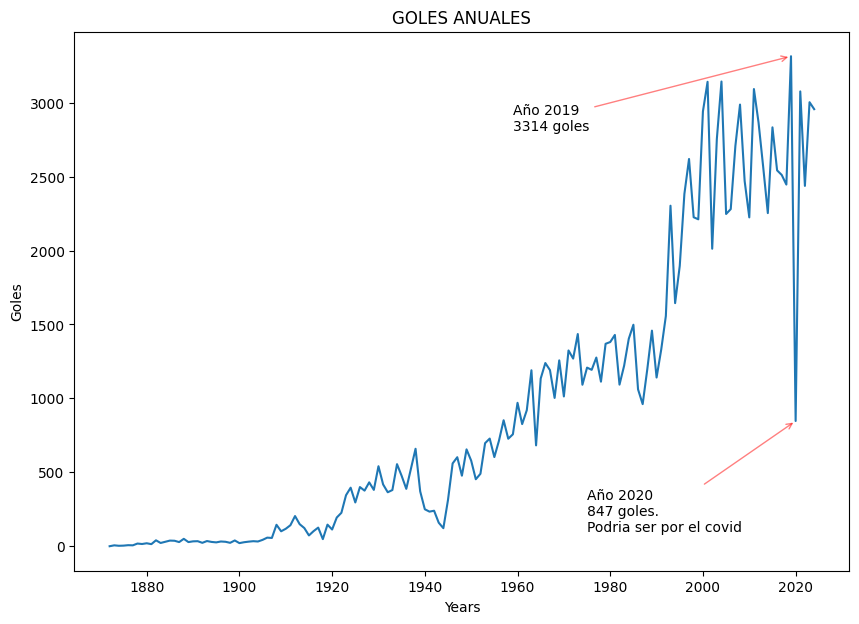 GOLES ANUALES
Goles
3000
2500
2000
1500
1000
500
0
Año 2019
3314 goles
Año 2020
847 goles.
Podria ser por el covid
1880 1900 1920 1940 1960 1980 2000 2020
Years